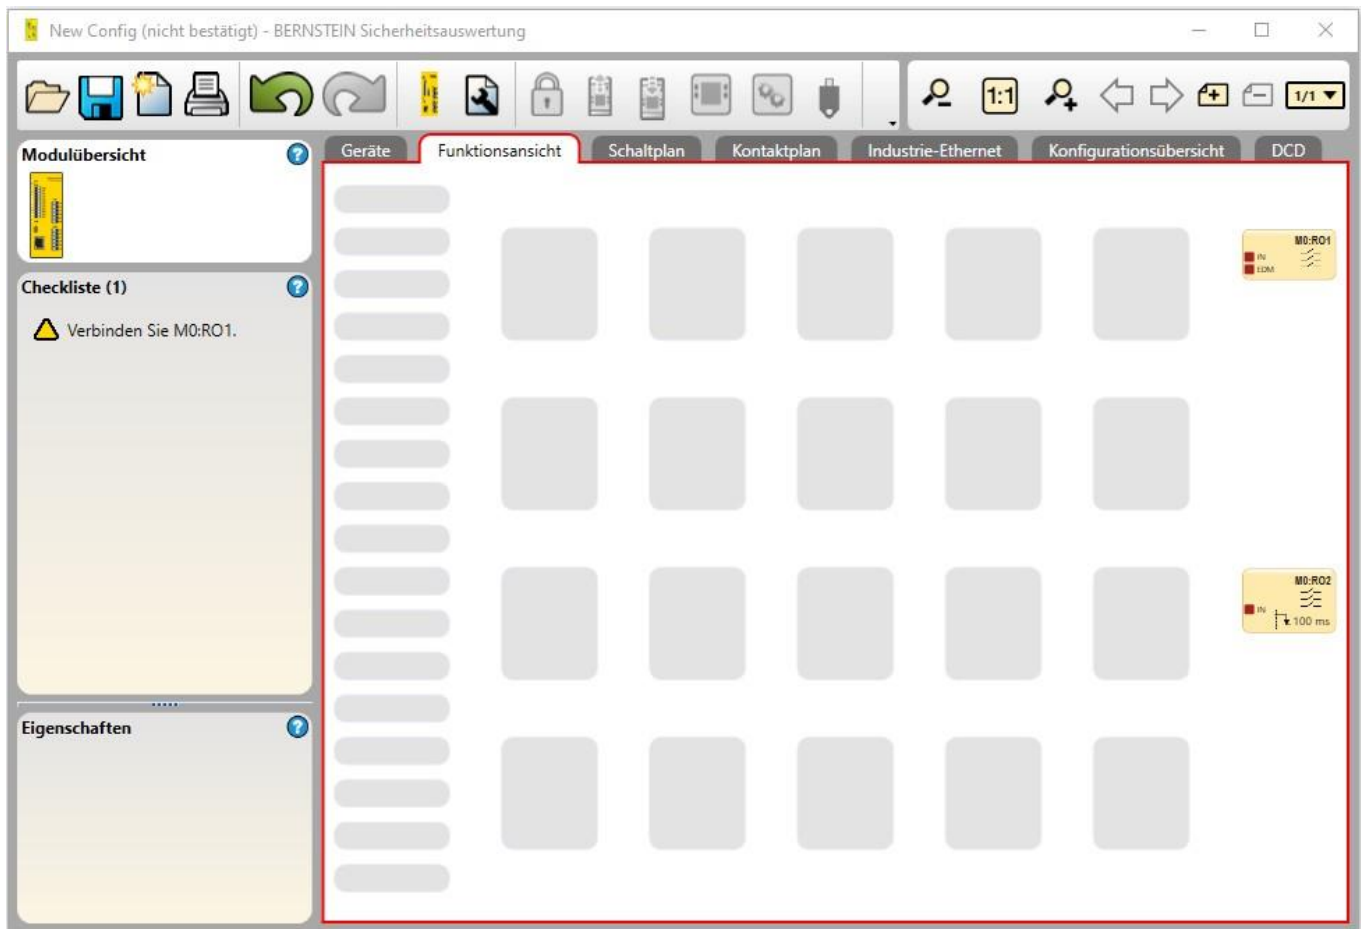 New Config (nicht bestätigt) - BERNSTEIN Sicherheitsauswertung
1:1
1/1
Modulübersicht
Geräte
Funktionsansicht
Schaltplan
Kontaktplan
Industrie-Ethernet
Konfigurationsübersicht
DCD
M0:RO1
IN
EDM
Checkliste (1)
Verbinden Sie M0:RO1.
M0:RO2
IN
100 ms
Eigenschaften